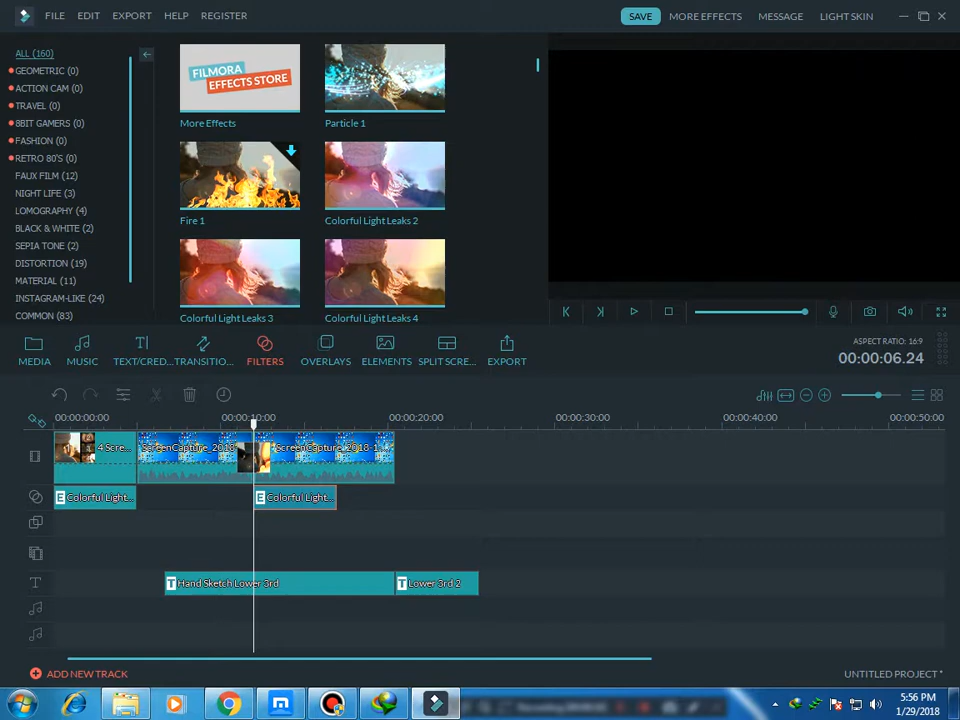 FILE EDIT EXPORT HELP REGISTER SAVE MORE EFFECTS MESSAGE LIGHT SKIN
ALL (160)
GEOMETRIC (0)
ACTION CAM (0)
TRAVEL (0)
8BIT GAMERS (0)
FASHION (0)
RETRO 80'S (0)
FAUX FILM (12)
NIGHT LIFE (3)
LOMOGRAPHY (4)
BLACK & WHITE (2)
SEPIA TONE (2)
DISTORTION (19)
MATERIAL (11)
INSTAGRAM-LIKE (24)
COMMON (83)
FILMORA
EFFECTS STORE
More Effects Particle 1
Fire 1 Colorful Light Leaks 2
Colorful Light Leaks 3 Colorful Light Leaks 4
MEDIA MUSIC TEXT/CRED... TRANSITIO... FILTERS OVERLAYS ELEMENTS SPLIT SCREE... EXPORT
ASPECT RATIO: 16:9
00:00:06.24
00:00:00:00 00:00:10:00 00:00:20:00 00:00:30:00 00:00:40:00 00:00:50:00
4 Scre... ScreenCapture_2018 ScreenCapture_2018-1
E Colorful Light... E Colorful Light...
T Hand Sketch Lower 3rd T Lower 3rd 2
T
ADD NEW TRACK UNTITLED PROJECT *
5:56 PM
1/29/2018